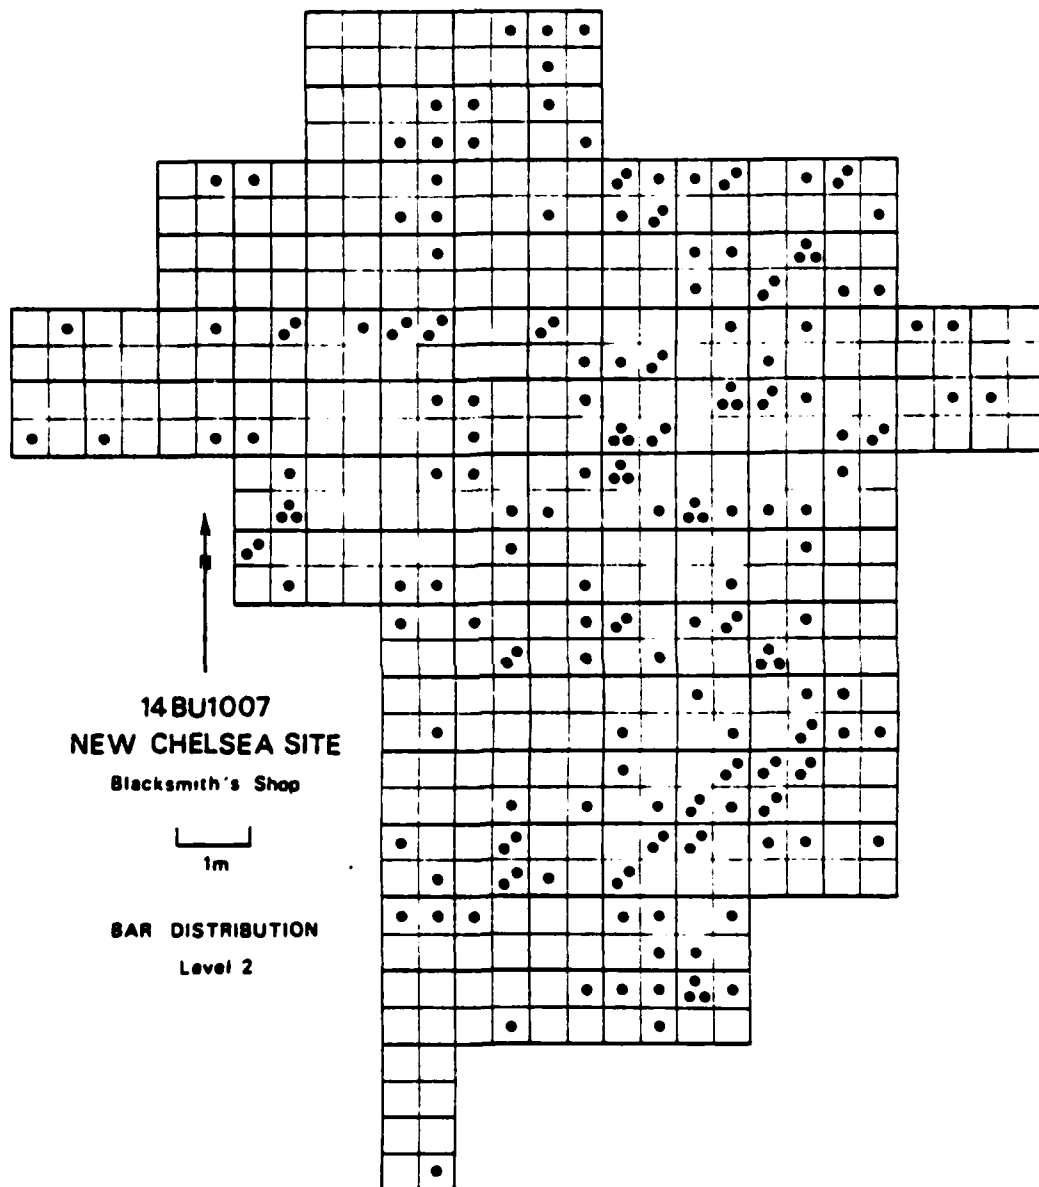 14BU1007
NEW CHELSEA SITE
Blacksmith's Shop
1m
BAR DISTRIBUTION
Level 2